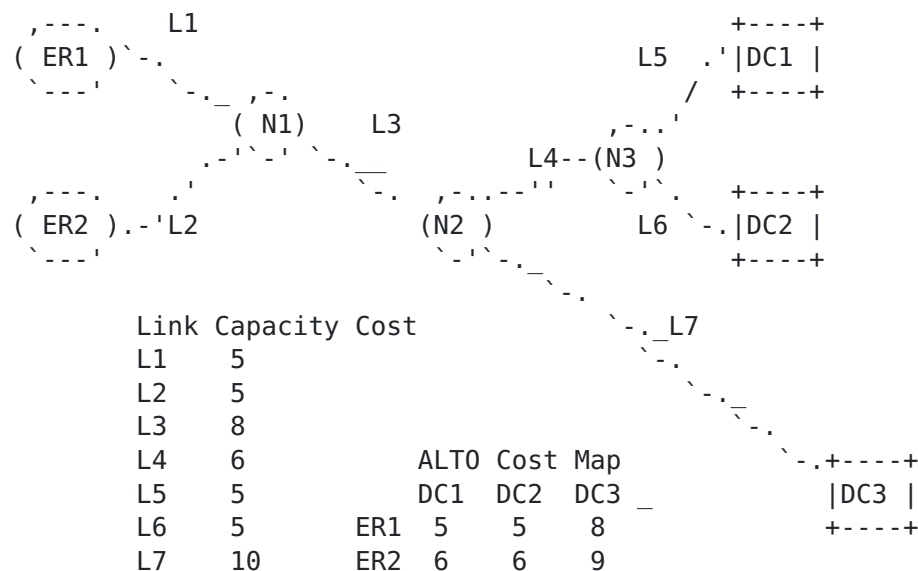 L1
ER1 L5 DC1
N1 L3
L4 N3
ER2 L2 N2 L6 DC2
Link Capacity Cost L7
L1 5
L2 5
L3 8
L4 6 ALTO Cost Map
L5 5 DC1 DC2 DC3 _ DC3
L6 5 ER1 5 5 8
L7 10 ER2 6 6 9